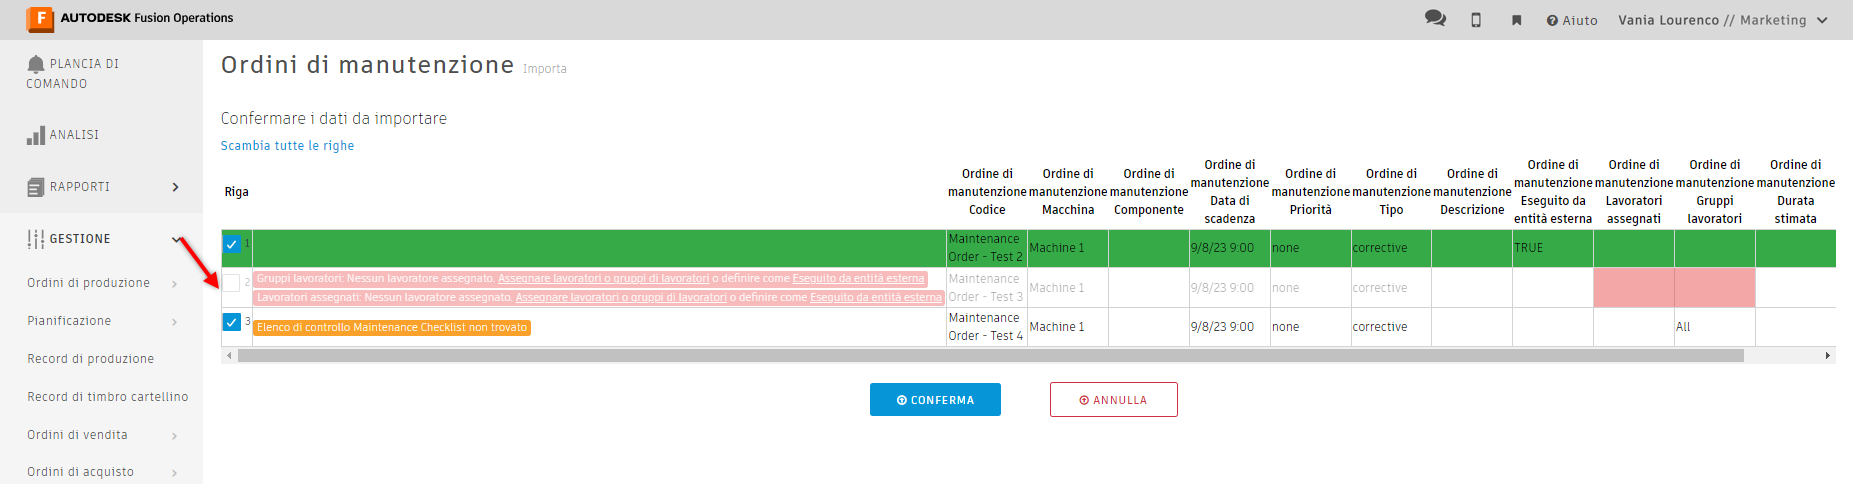 AUTODESK Fusion Operations
Aiuto
Vania Lourenco // Marketing
PLANCIA DI
COMANDO
ANALISI
RAPPORTI
GESTIONE
Ordini di produzione
Pianificazione
Record di produzione
Record di timbro cartellino
Ordini di vendita
Ordini di acquisto
Ordini di manutenzione Importa
Confermare i dati da importare
Scambia tutte le righe
Riga
Ordine di
manutenzione
Codice
Ordine di
manutenzione
Macchina
Ordine di
manutenzione
Componente
Ordine di
manutenzione
Data di
scadenza
Ordine di
manutenzione
Priorità
Ordine di
manutenzione
Tipo
Ordine di
manutenzione
Descrizione
Ordine di
manutenzione
Eseguito da
entità esterna
Ordine di
manutenzione
Lavoratori
assegnati
Ordine di
manutenzione
Gruppi
lavoratori
Ordine di
manutenzione
Durata
stimata
1
Maintenance
Order - Test 2
Machine 1
9/8/23 9:00
none
corrective
TRUE
2
Gruppi lavoratori: Nessun lavoratore assegnato. Assegnare lavoratori o gruppi di lavoratori o definire come Eseguito da entità esterna
Lavoratori assegnati: Nessun lavoratore assegnato. Assegnare lavoratori o gruppi di lavoratori o definire come Eseguito da entità esterna
Maintenance
Order - Test 3
Machine 1
9/8/23 9:00
none
corrective
3
Elenco di controllo Maintenance Checklist non trovato
Maintenance
Order - Test 4
Machine 1
9/8/23 9:00
none
corrective
All
CONFERMA
ANNULLA